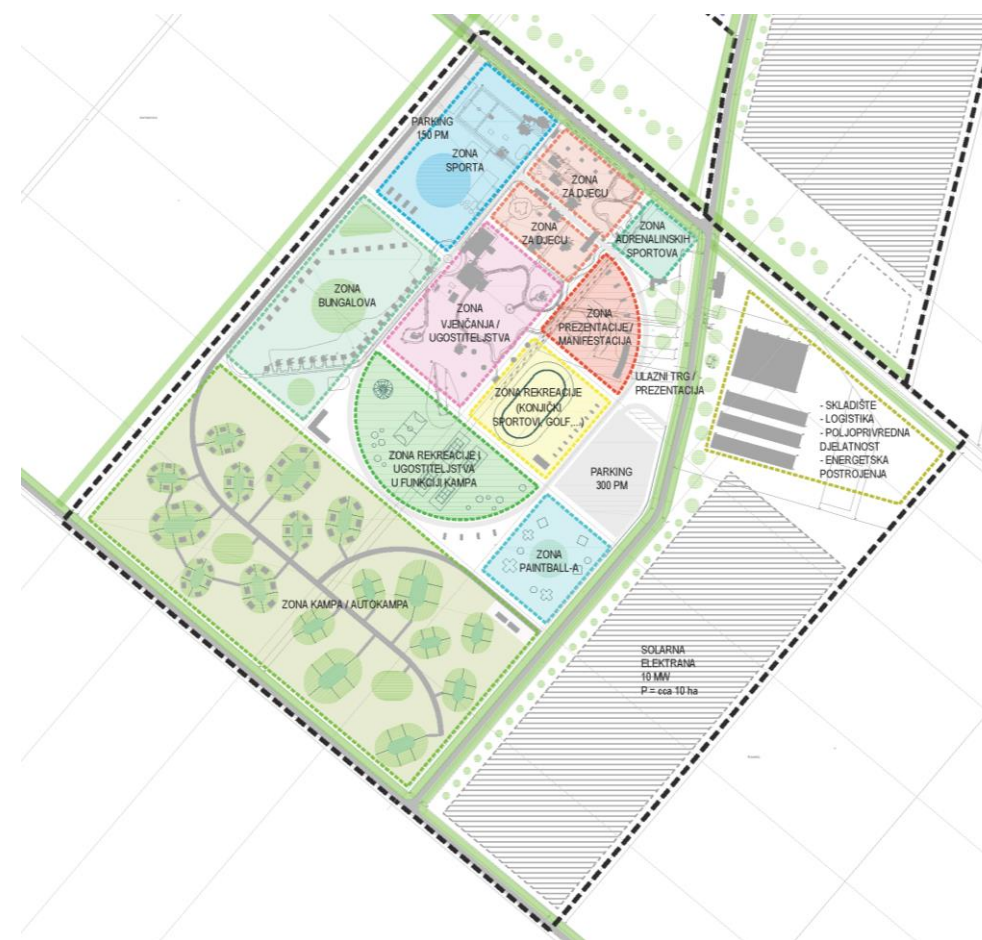 PARKING
150 PM
ZONA
SPORTA
ZONA
ZA DJECU
ZONA
ZA DJECU
ZONA
ADRENALINSKIH
SPORTOVA
ZONA
BUNGALOVA
ZONA
VJENČANJA /
UGOSTITELJSTVA
ZONA
PREZENTACIJE/
MANIFESTACIJA
ULAZNI TRG /
PREZENTACIJA
ZONA REKREACIJE
(KONJIČKI
SPORTOVI, GOLF,...)
- SKLADIŠTE
- LOGISTIKA
- POLJOPRIVREDNA
DJELATNOST
- ENERGETSKA
POSTROJENJA
ZONA REKREACIJE I
UGOSTITELJSTVA
U FUNKCIJI KAMPA
PARKING
300 PM
ZONA
PAINTBALL-A
ZONA KAMPA / AUTOKAMPA
SOLARNA
ELEKTRANA
10 MW
P = cca 10 ha